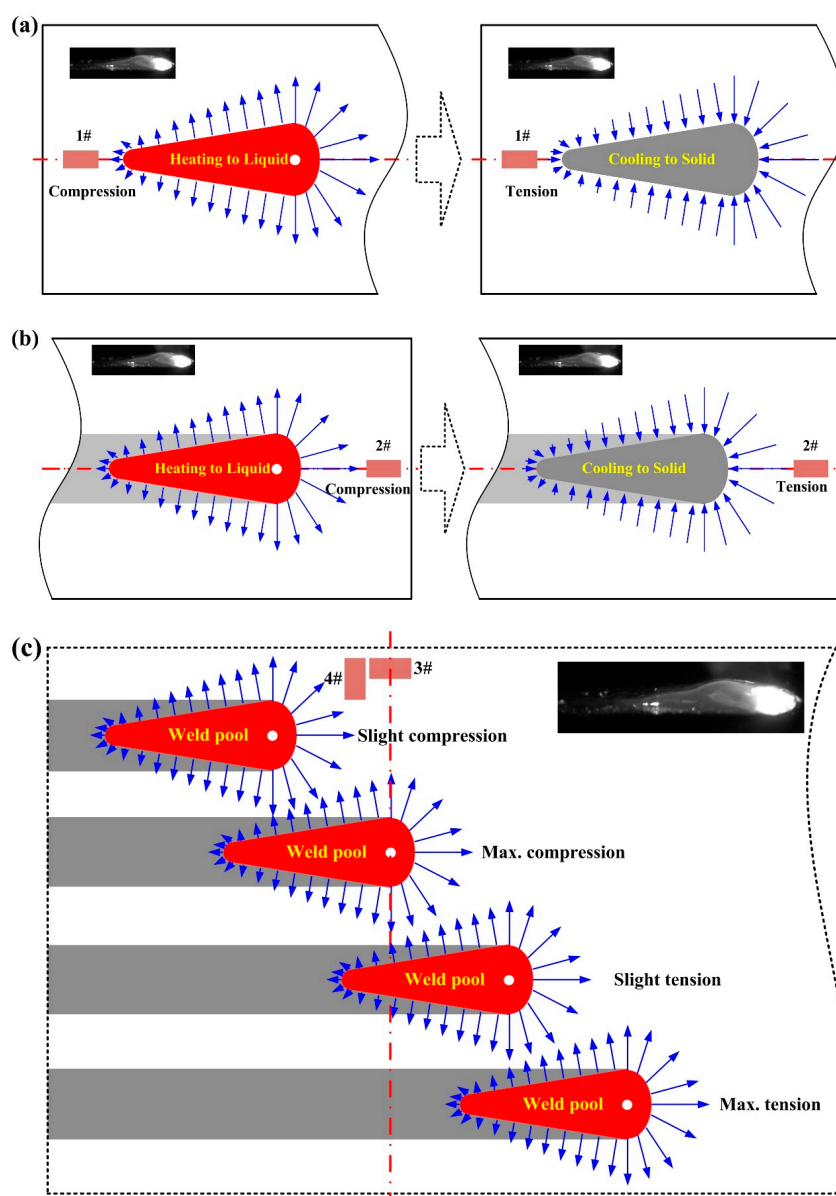 (a)
1#
Heating to Liquid
Compression
1#
Cooling to Solid
Tension
(b)
2#
Heating to Liquid
Compression
2#
Cooling to Solid
Tension
(c)
4#
3#
Weld pool
Slight compression
Weld pool
Max. compression
Weld pool
Slight tension
Weld pool
Max. tension